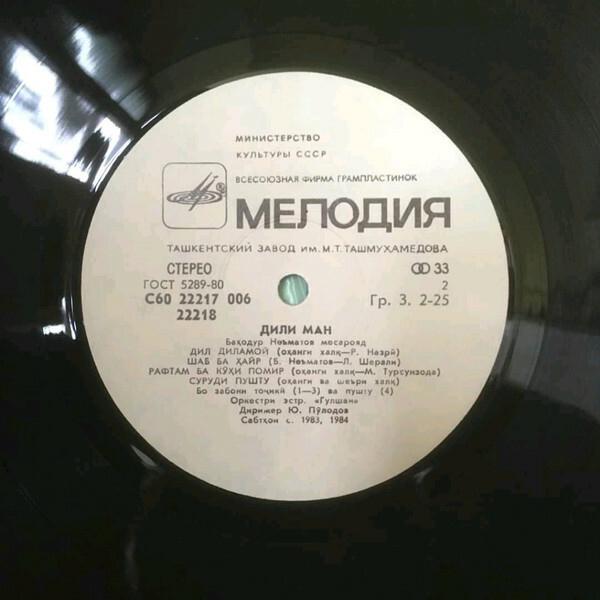 МИНИСТЕРСТВО
КУЛЬТУРЫ СССР
ВСЕСОЮЗНАЯ ФИРМА ГРАМПЛАСТИНОК
МЕЛОДИЯ
ТАШКЕНТСКИЙ ЗАВОД ИМ. М.Т. ТАШМУХАМЕДОВА
СТЕРЕО 33
ГОСТ 5289-80 2
С60 22217 006 Гр. 3. 2-25
22218
ДИЛИ МАН
Баҳодур Неъматов месарояд
ДИЛ ДИЛАМОЙ (оҳанги халқ—Р. Назрӣ)
ШАБ БА ХАЙР (Б. Неъматов—Л. Шерали)
РАФТАМ БА КӮҲИ ПОМИР (оҳанги халқ—М. Турсунзода)
СУРУДИ ПУШТУ (оҳанги ва шеъри халқ)
Бо забони тоҷикӣ (1—3) ва пушту (4)
Оркестри эстр. «Гулшан»
Дирижер Ю. Пӯлодов
Сабтҳои с. 1983, 1984